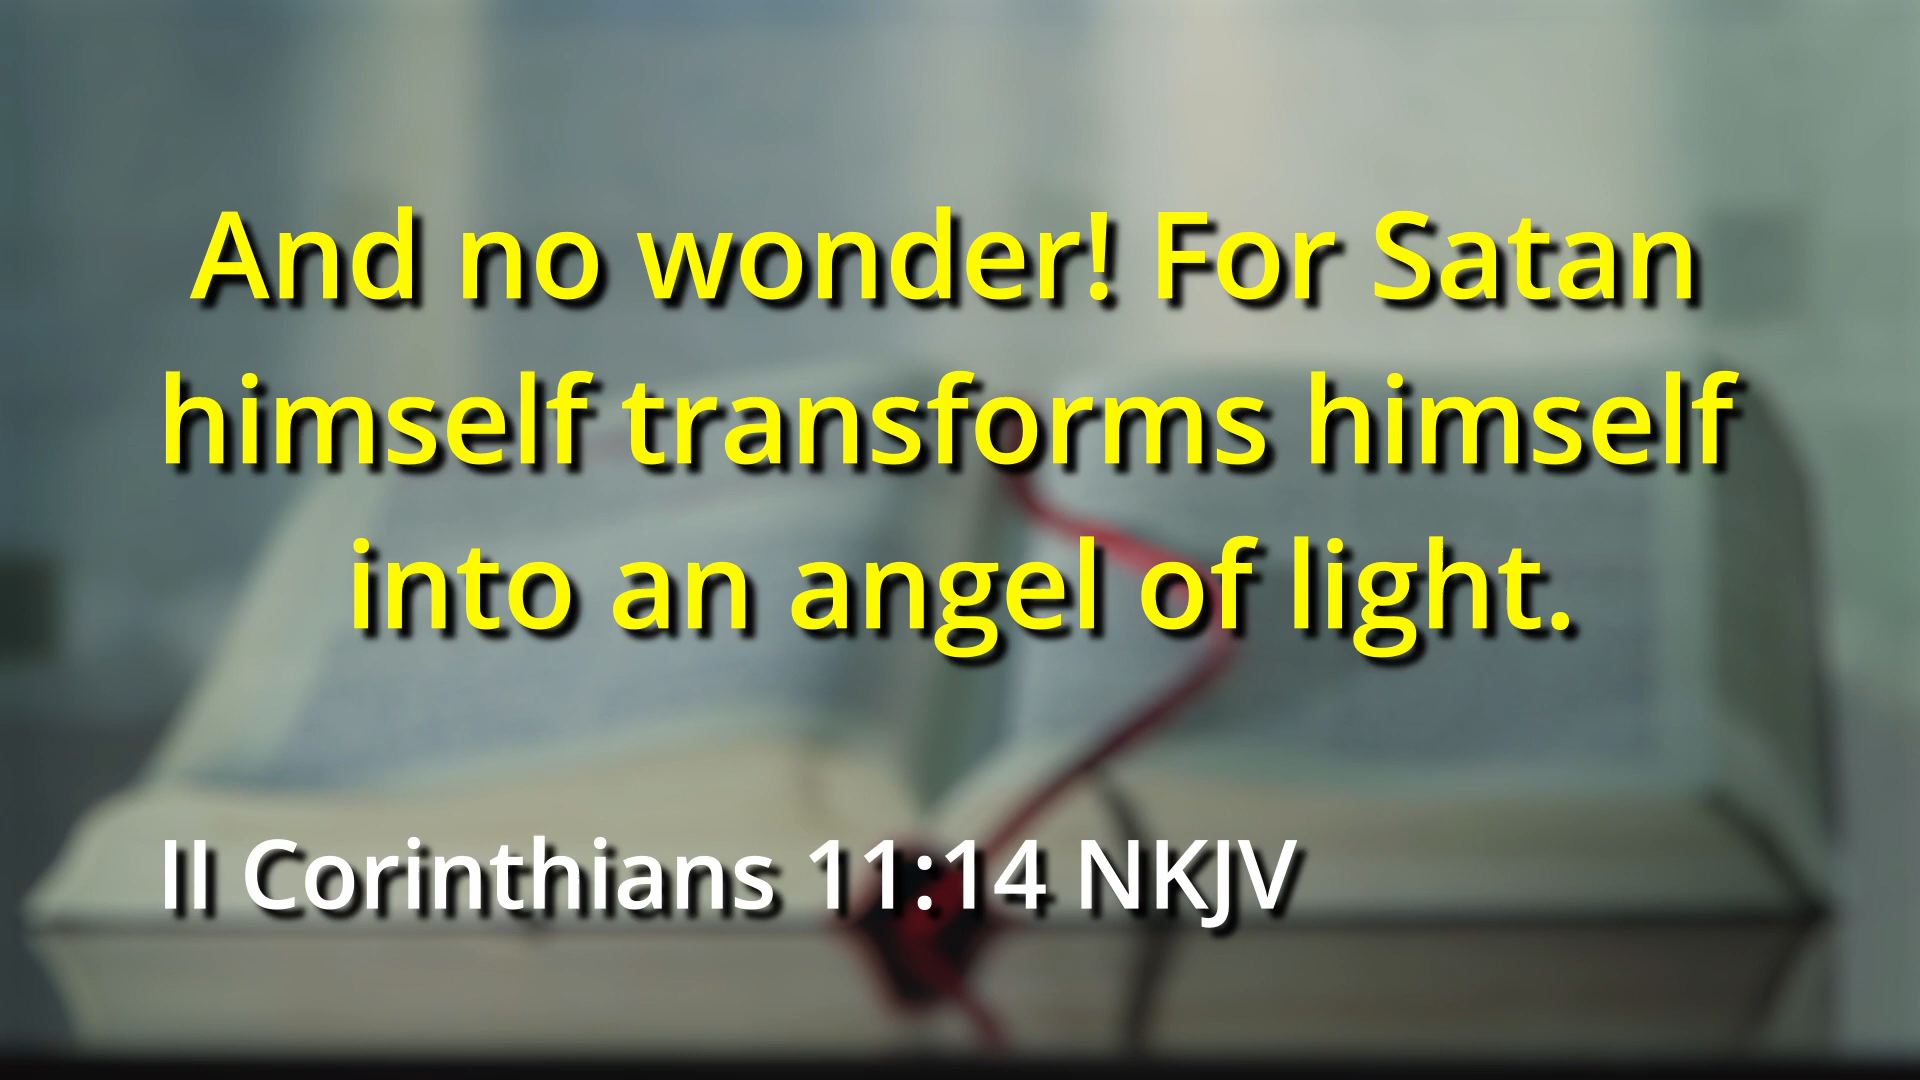 And no wonder! For Satan
himself transforms himself
into an angel of light.
II Corinthians 11:14 NKJV